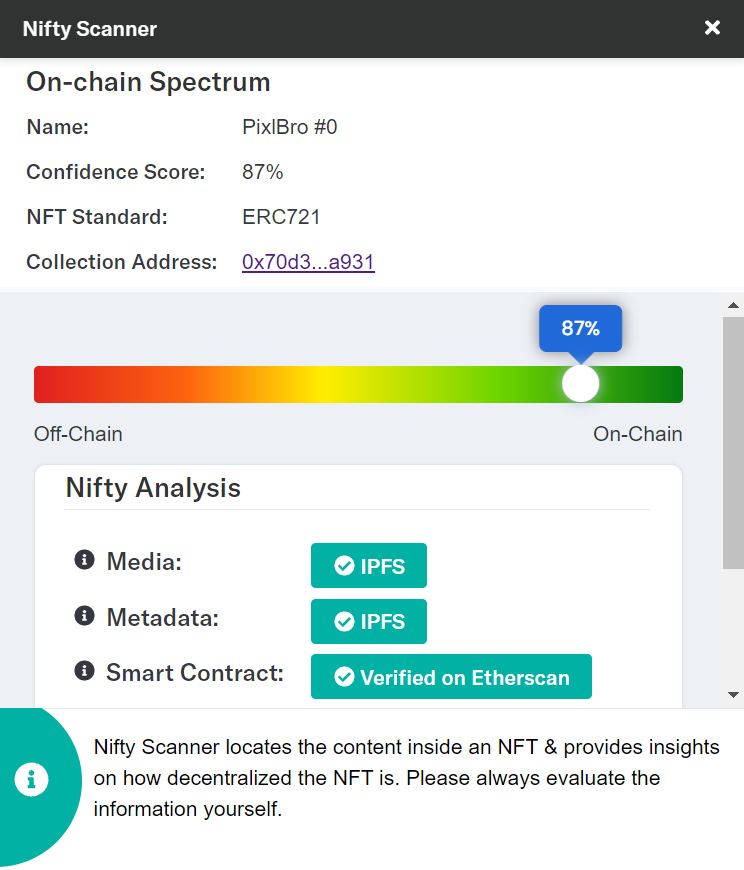 Nifty Scanner
On-chain Spectrum
Name: PixlBro #0
Confidence Score: 87%
NFT Standard: ERC721
Collection Address: 0x70d3...a931
87%
Off-Chain On-Chain
Nifty Analysis
Media: IPFS
Metadata: IPFS
Smart Contract: Verified on Etherscan
Nifty Scanner locates the content inside an NFT & provides insights
on how decentralized the NFT is. Please always evaluate the
information yourself.